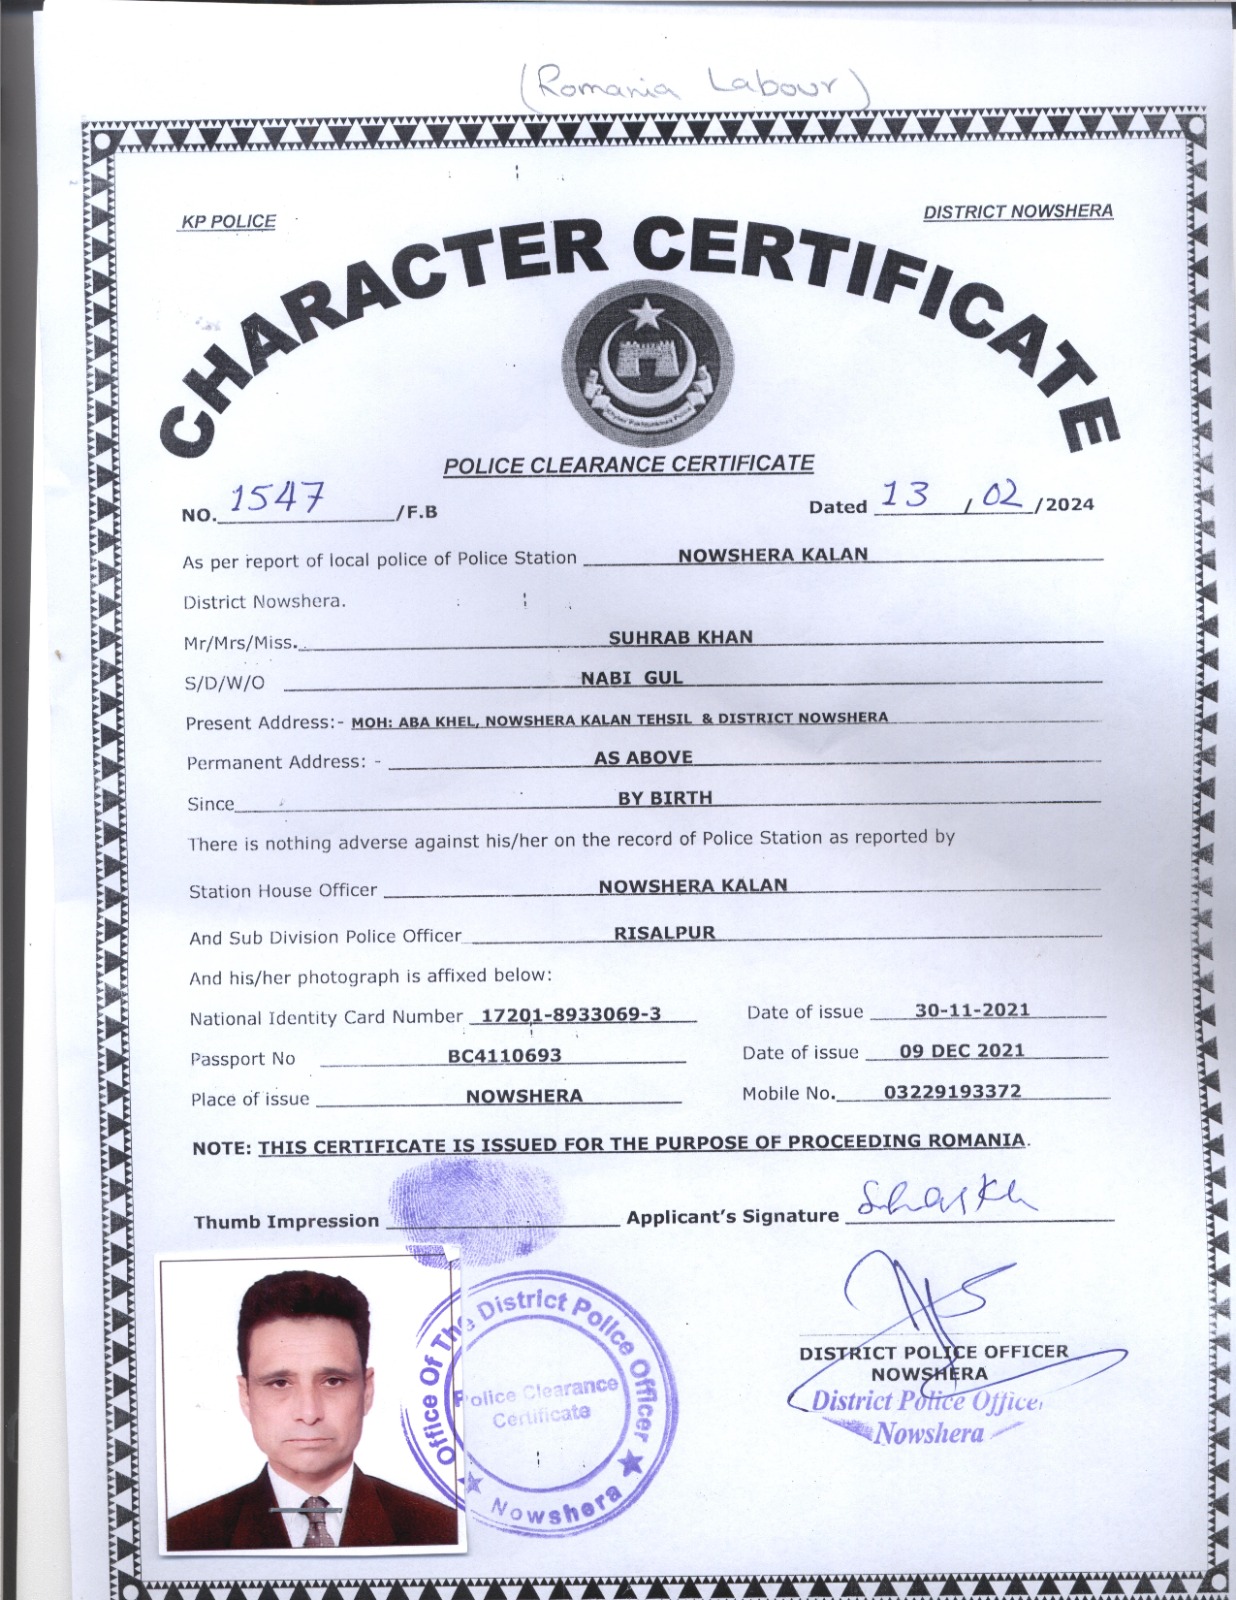 (Romania Labour)
KP POLICE
DISTRICT NOWSHERA
CHARACTER CERTIFICATE
Khyber Pakhtunkhwa Police
POLICE CLEARANCE CERTIFICATE
NO. 1547 /F.B
Dated 13 , 02 /2024
As per report of local police of Police Station NOWSHERA KALAN
District Nowshera.
Mr/Mrs/Miss. SUHRAB KHAN
S/D/W/O NABI GUL
Present Address:- MOH: ABA KHEL, NOWSHERA KALAN TEHSIL & DISTRICT NOWSHERA
Permanent Address: - AS ABOVE
Since BY BIRTH
There is nothing adverse against his/her on the record of Police Station as reported by
Station House Officer NOWSHERA KALAN
And Sub Division Police Officer RISALPUR
And his/her photograph is affixed below:
National Identity Card Number 17201-8933069-3 Date of issue 30-11-2021
Passport No BC4110693 Date of issue 09 DEC 2021
Place of issue NOWSHERA Mobile No. 03229193372
NOTE: THIS CERTIFICATE IS ISSUED FOR THE PURPOSE OF PROCEEDING ROMANIA.
Thumb Impression Applicant's Signature
Office Of The District Police Officer
Police Clearance
Certificate
Nowshera
DISTRICT POLICE OFFICER
NOWSHERA
District Police Office,
Nowshera